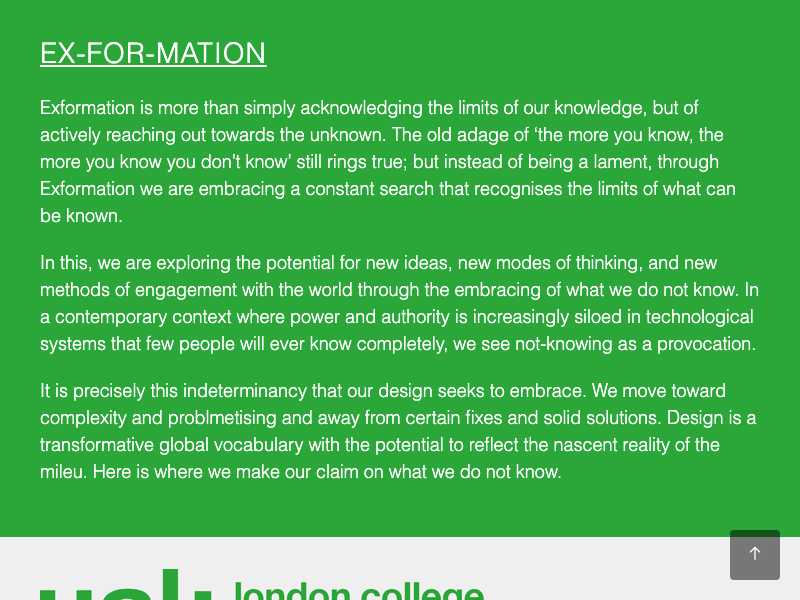 EX-FOR-MATION
Exformation is more than simply acknowledging the limits of our knowledge, but of
actively reaching out towards the unknown. The old adage of ‘the more you know, the
more you know you don’t know’ still rings true; but instead of being a lament, through
Exformation we are embracing a constant search that recognises the limits of what can
be known.
In this, we are exploring the potential for new ideas, new modes of thinking, and new
methods of engagement with the world through the embracing of what we do not know. In
a contemporary context where power and authority is increasingly siloed in technological
systems that few people will ever know completely, we see not-knowing as a provocation.
It is precisely this indeterminancy that our design seeks to embrace. We move toward
complexity and problmetising and away from certain fixes and solid solutions. Design is a
transformative global vocabulary with the potential to reflect the nascent reality of the
mileu. Here is where we make our claim on what we do not know.
london college